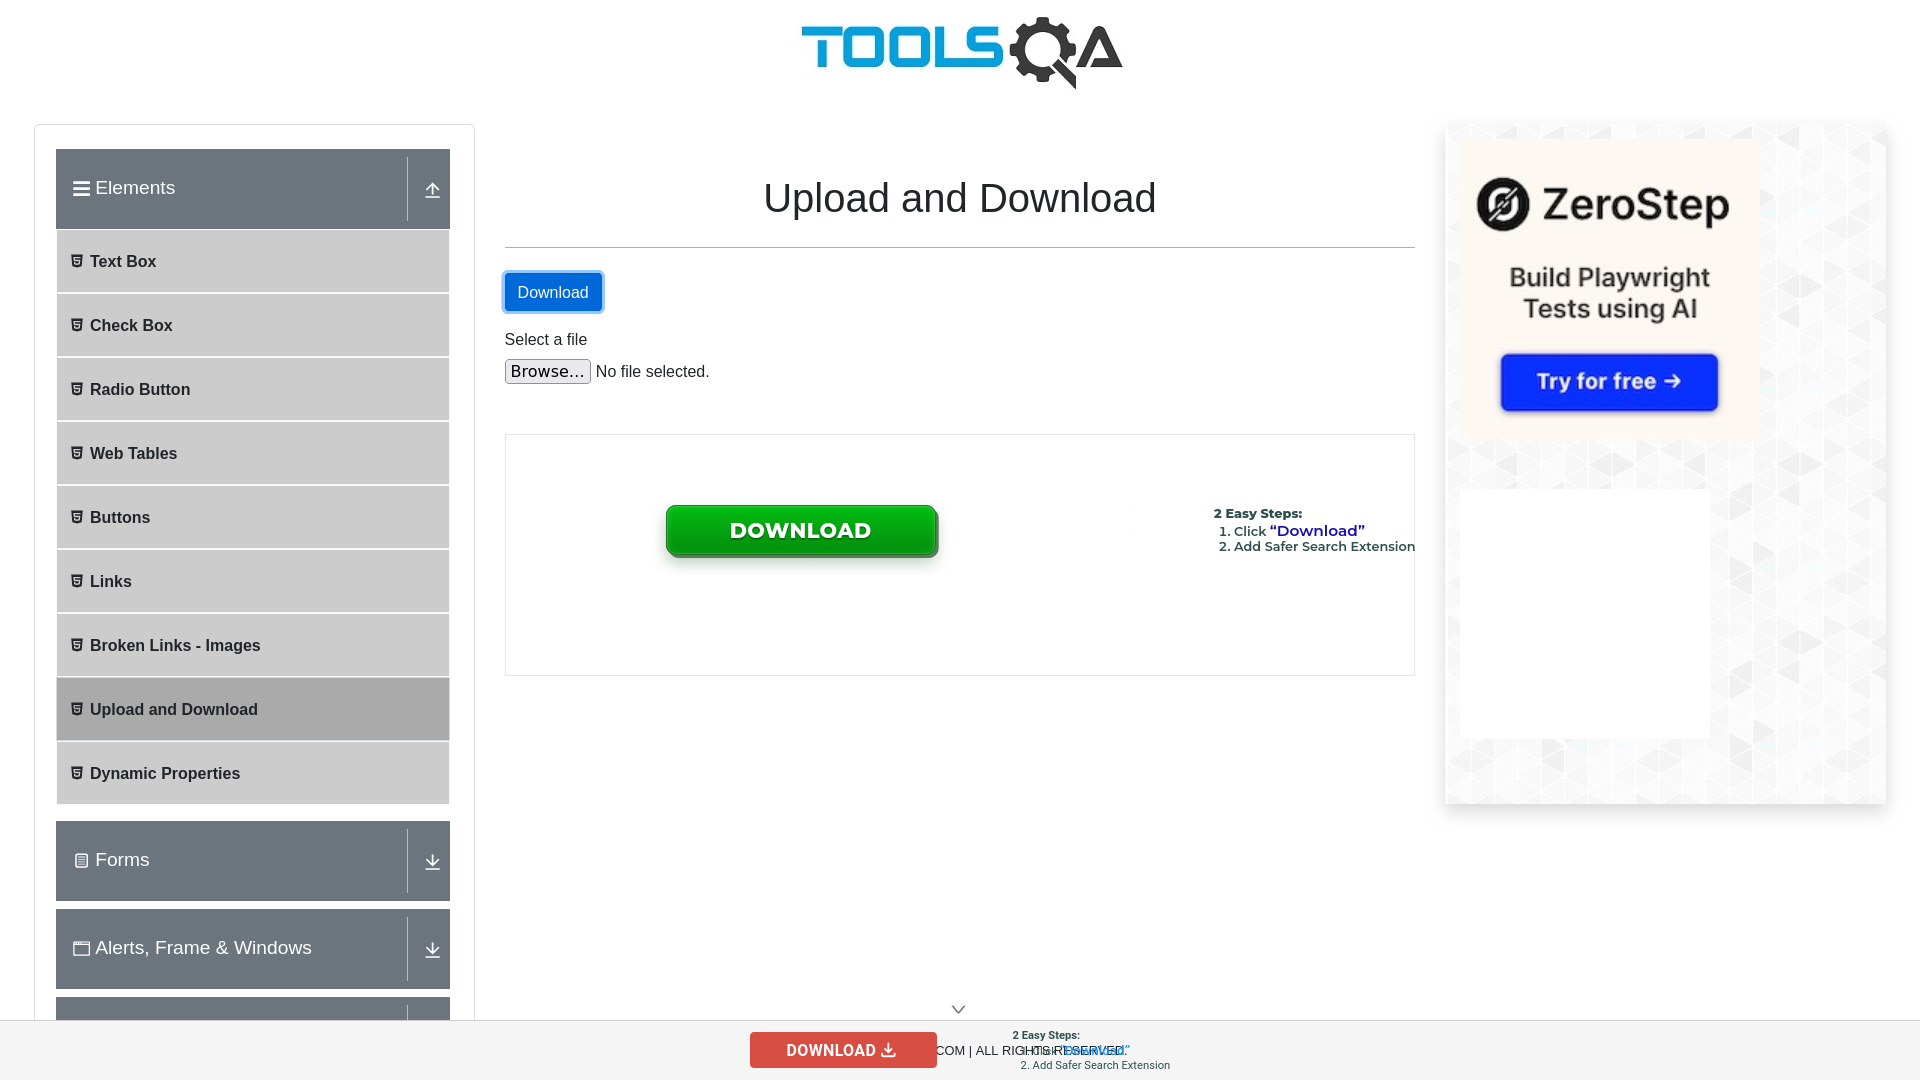 TOOLSQA
Elements
Text Box
Check Box
Radio Button
Web Tables
Buttons
Links
Broken Links - Images
Upload and Download
Dynamic Properties
Forms
Alerts, Frame & Windows
Upload and Download
Download
Select a file
Browse... No file selected.
DOWNLOAD
2 Easy Steps:
1. Click “Download”
2. Add Safer Search Extension
ZeroStep
Build Playwright
Tests using AI
Try for free →
DOWNLOAD
COM | ALL RIGHTS RESERVED.
2 Easy Steps:
1. Click “Download”
2. Add Safer Search Extension